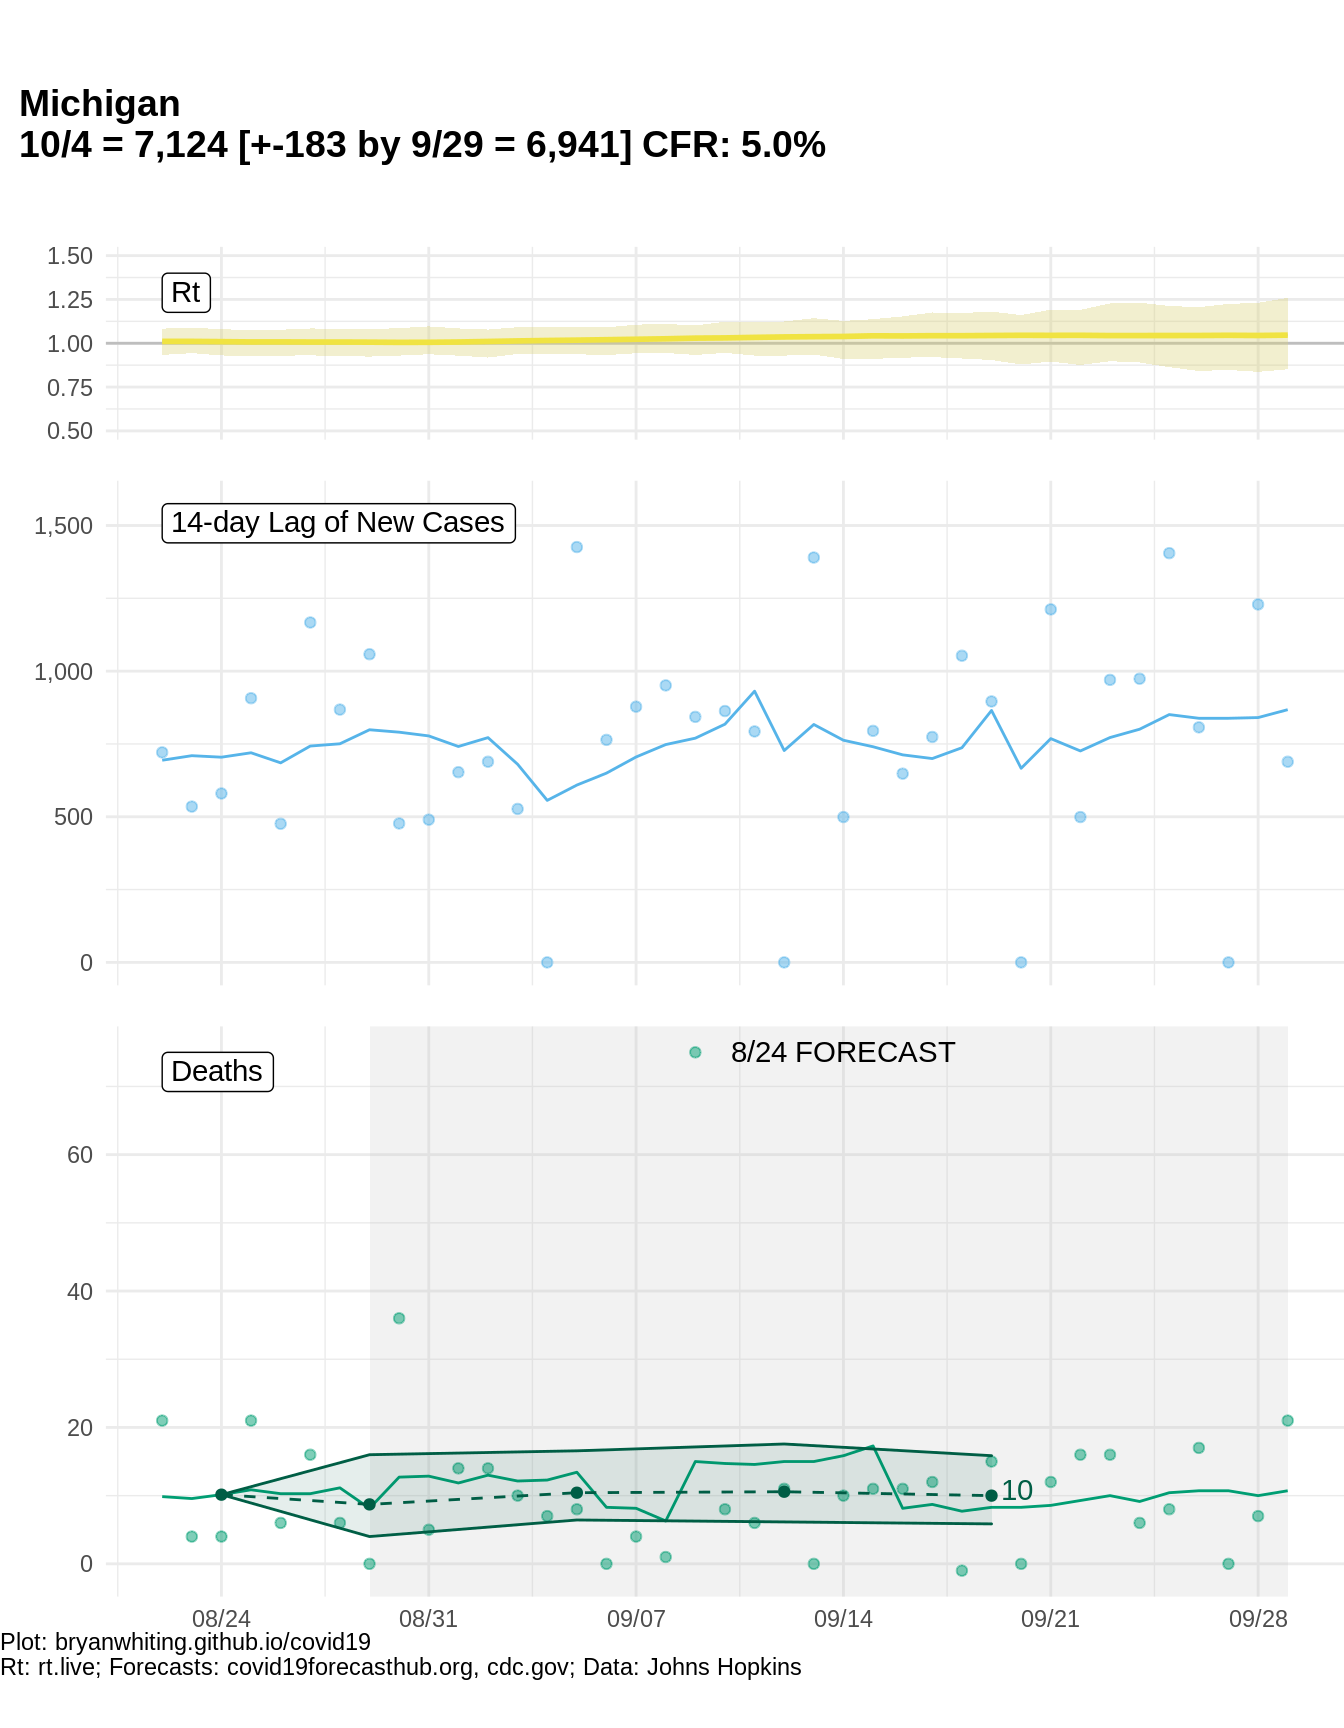 Michigan
10/4 = 7,124 [+-183 by 9/29 = 6,941] CFR: 5.0%
1.50
Rt
1.25
1.00
0.75
0.50
14-day Lag of New Cases
1,500
1,000
500
0
8/24 FORECAST
Deaths
60
40
20
10
0
08/24 08/31 09/07 09/14 09/21 09/28
Plot: bryanwhiting.github.io/covid19
Rt: rt.live; Forecasts: covid19forecasthub.org, cdc.gov; Data: Johns Hopkins